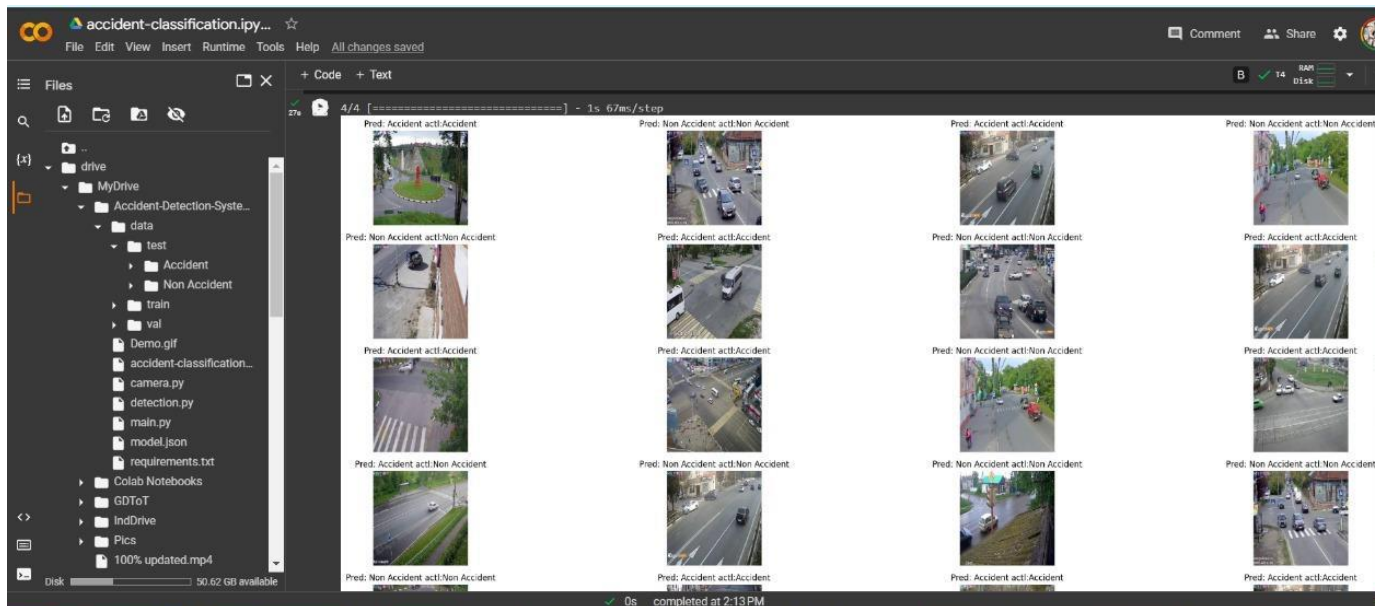 accident-classification.ipy...
File Edit View Insert Runtime Tools Help All changes saved
Comment Share
Files
+ Code + Text
B T4 RAM
Disk
{x}
..
drive
MyDrive
Accident-Detection-Syste...
data
test
Accident
Non Accident
train
val
Demo.gif
accident-classification...
camera.py
detection.py
main.py
model.json
requirements.txt
Colab Notebooks
GDToT
IndDrive
Pics
100% updated.mp4
Disk 50.62 GB available
27s 4/4 [==============================] - 1s 67ms/step
Pred: Accident actl:Accident Pred: Non Accident actl:Non Accident Pred: Accident actl:Accident Pred: Non Accident actl:Non Accident
Pred: Non Accident actl:Non Accident Pred: Accident actl:Accident Pred: Accident actl:Accident Pred: Accident actl:Accident
Pred: Accident actl:Accident Pred: Accident actl:Accident Pred: Non Accident actl:Non Accident Pred: Accident actl:Accident
Pred: Accident actl:Non Accident Pred: Non Accident actl:Non Accident Pred: Non Accident actl:Non Accident Pred: Non Accident actl:Non Accident
Pred: Non Accident actl:Non Accident Pred: Accident actl:Accident Pred: Accident actl:Accident Pred: Accident actl:Accident
0s completed at 2:13 PM